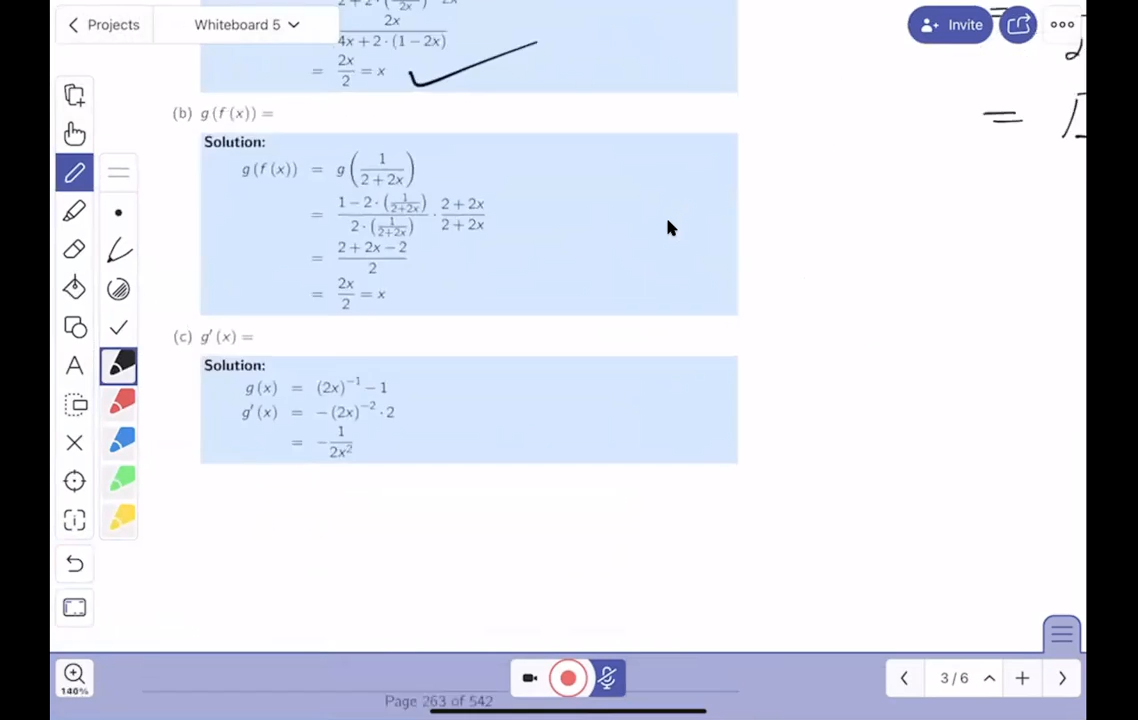 Projects
Whiteboard 5
Invite
2x
4x + 2 · (1 − 2x)
= 2x/2 = x
(b) g (f (x)) =
Solution:
g (f (x)) = g (1/(2 + 2x))
= (1 − 2 · (1/(2+2x)))/(2 · (1/(2+2x))) · (2 + 2x)/(2 + 2x)
= (2 + 2x − 2)/2
= 2x/2 = x
(c) g′ (x) =
Solution:
g (x) = (2x)⁻¹ − 1
g′ (x) = − (2x)⁻² · 2
= −1/(2x²)
=
140%
3 / 6
Page 263 of 542